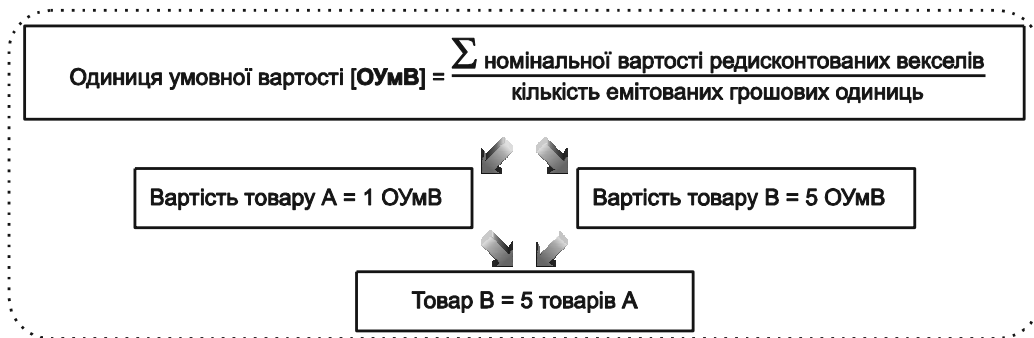 Одиниця умовної вартості [ОУмВ] = ∑ номінальної вартості редисконтованих векселів
кількість емітованих грошових одиниць
Вартість товару А = 1 ОУмВ
Вартість товару В = 5 ОУмВ
Товар В = 5 товарів А